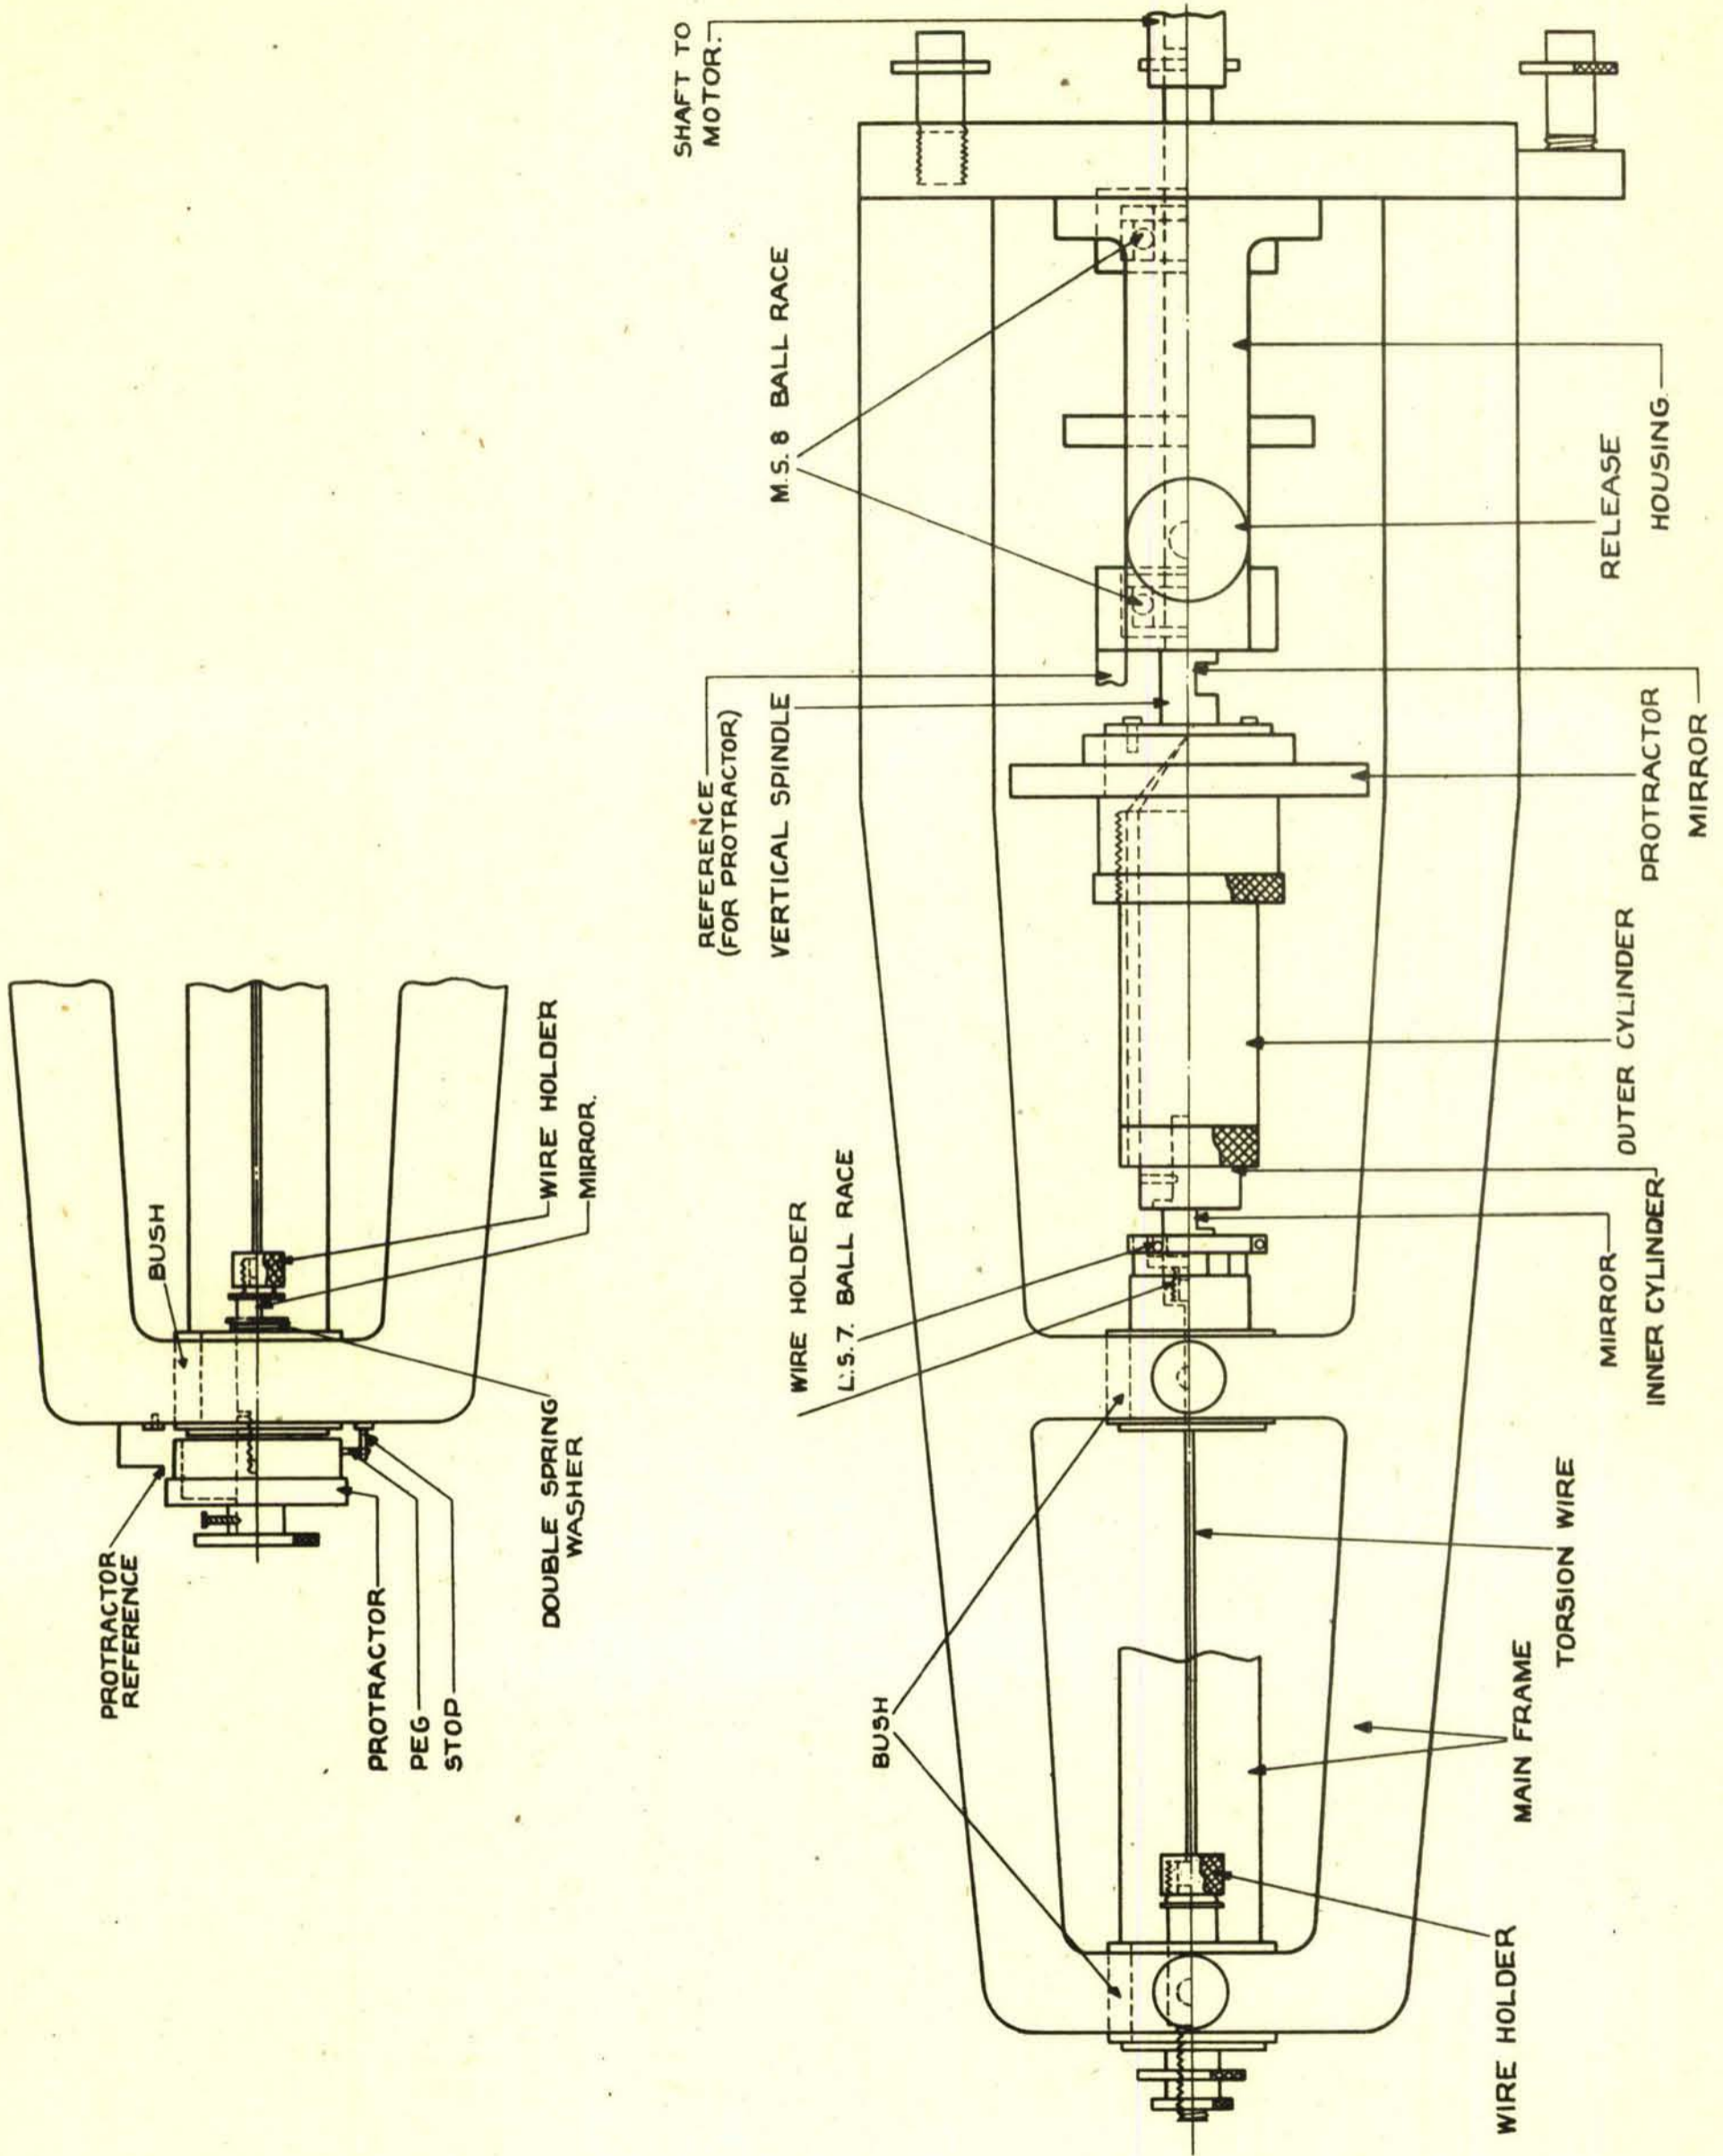 PROTRACTOR
REFERENCE
BUSH
WIRE HOLDER
MIRROR.
PROTRACTOR
PEG
STOP
DOUBLE SPRING
WASHER
BUSH
WIRE HOLDER
L.S.7. BALL RACE
REFERENCE
(FOR PROTRACTOR)
VERTICAL SPINDLE
M.S. 8 BALL RACE
SHAFT TO
MOTOR.
WIRE HOLDER
MAIN FRAME
TORSION WIRE
MIRROR
INNER CYLINDER
OUTER CYLINDER
PROTRACTOR
MIRROR
RELEASE
HOUSING.